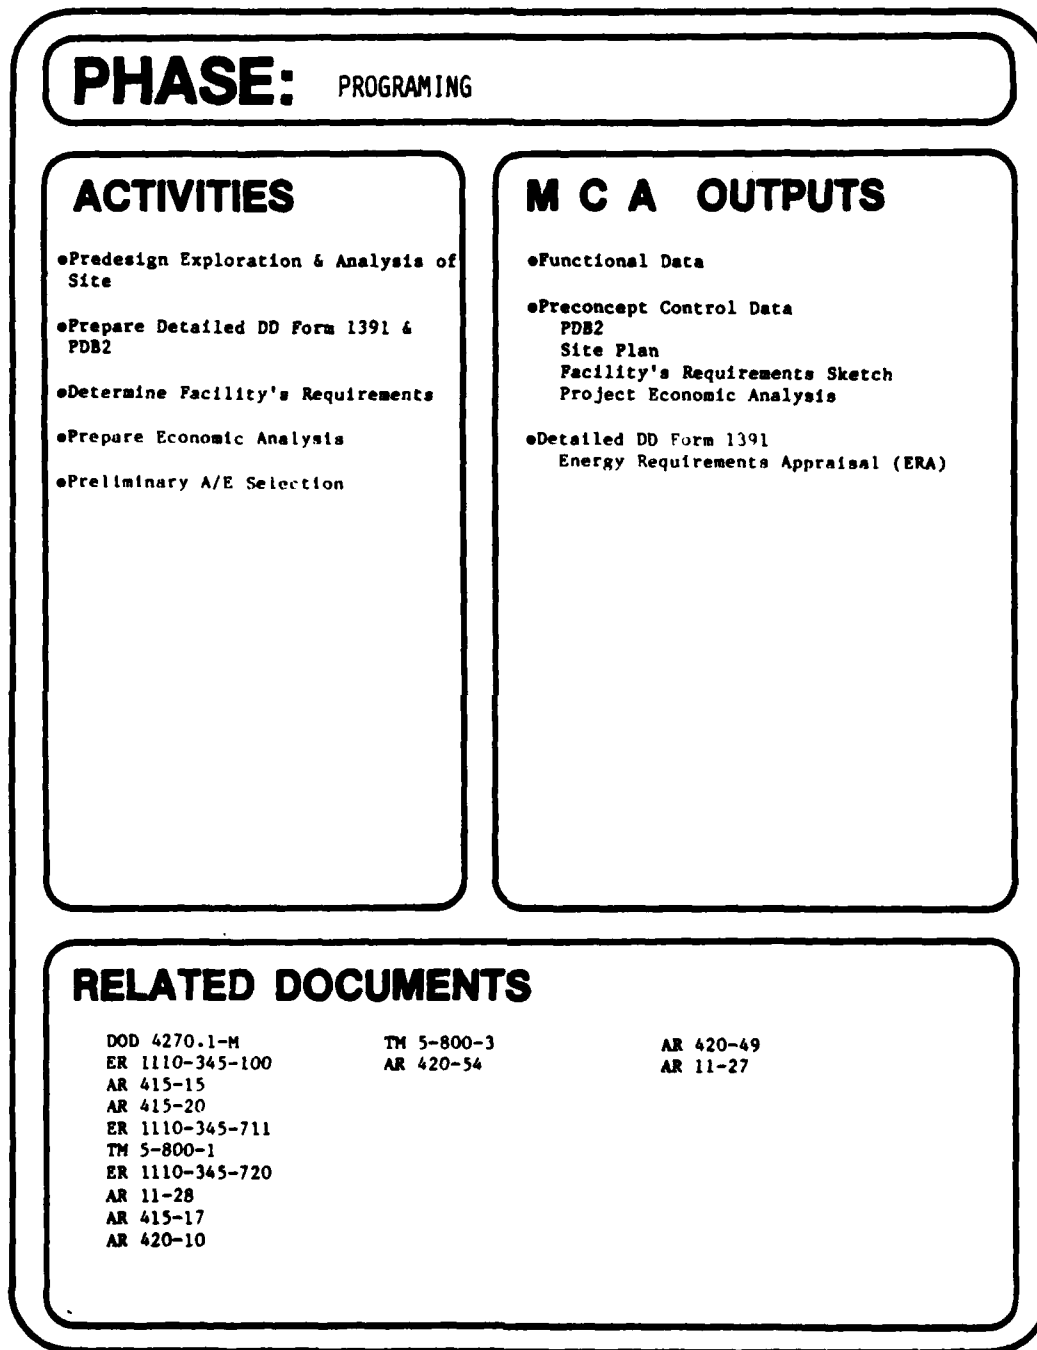 PHASE: PROGRAMING
ACTIVITIES
●Predesign Exploration & Analysis of
Site
●Prepare Detailed DD Form 1391 &
PDB2
●Determine Facility's Requirements
●Prepare Economic Analysis
●Preliminary A/E Selection
M C A OUTPUTS
●Functional Data
●Preconcept Control Data
PDB2
Site Plan
Facility's Requirements Sketch
Project Economic Analysis
●Detailed DD Form 1391
Energy Requirements Appraisal (ERA)
RELATED DOCUMENTS
DOD 4270.1-M
ER 1110-345-100
AR 415-15
AR 415-20
ER 1110-345-711
TM 5-800-1
ER 1110-345-720
AR 11-28
AR 415-17
AR 420-10
TM 5-800-3
AR 420-54
AR 420-49
AR 11-27